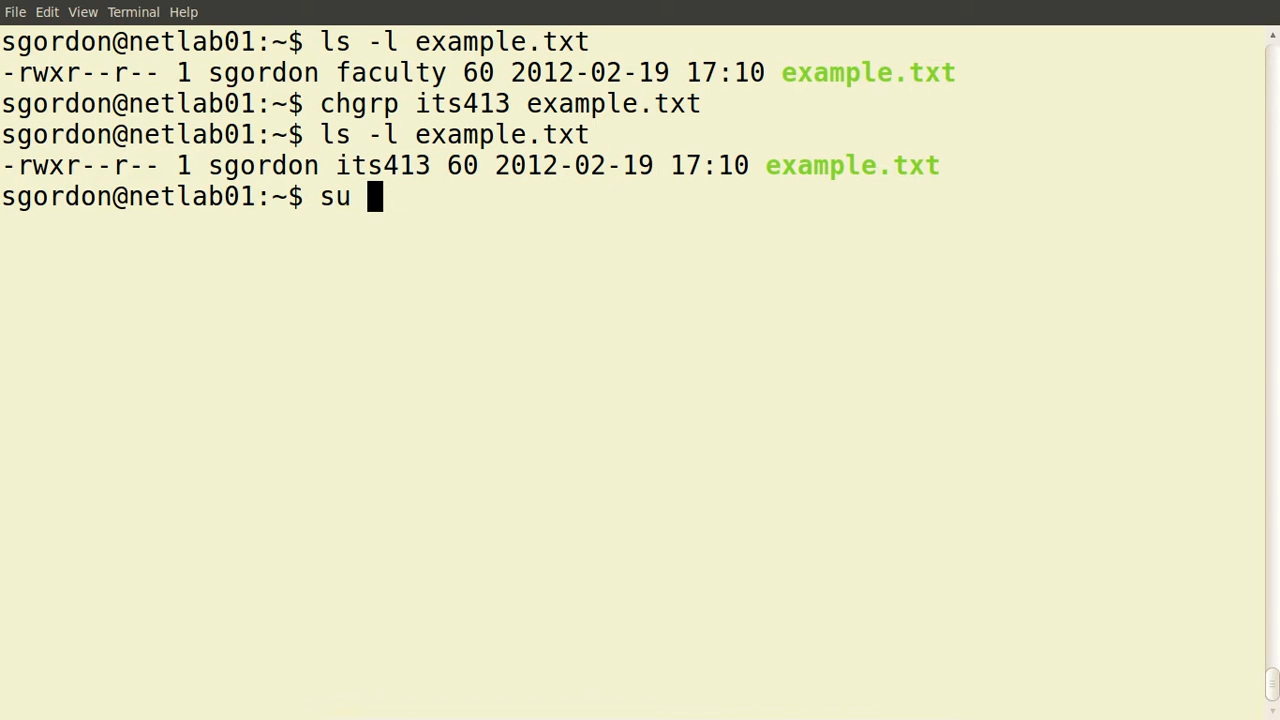 File Edit View Terminal Help
sgordon@netlab01:~$ ls -l example.txt
-rwxr--r-- 1 sgordon faculty 60 2012-02-19 17:10 example.txt
sgordon@netlab01:~$ chgrp its413 example.txt
sgordon@netlab01:~$ ls -l example.txt
-rwxr--r-- 1 sgordon its413 60 2012-02-19 17:10 example.txt
sgordon@netlab01:~$ su